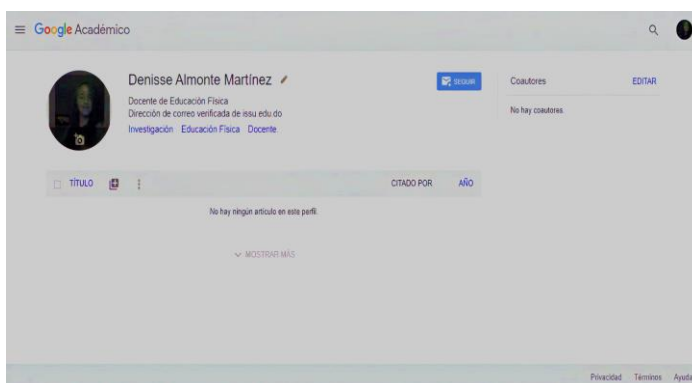 Google Académico
Denisse Almonte Martínez
SEGUIR
Docente de Educación Física
Dirección de correo verificada de issu.edu.do
Investigación Educación Física Docente
Coautores EDITAR
No hay coautores.
TÍTULO CITADO POR AÑO
No hay ningún artículo en este perfil.
MOSTRAR MÁS
Privacidad Términos Ayuda